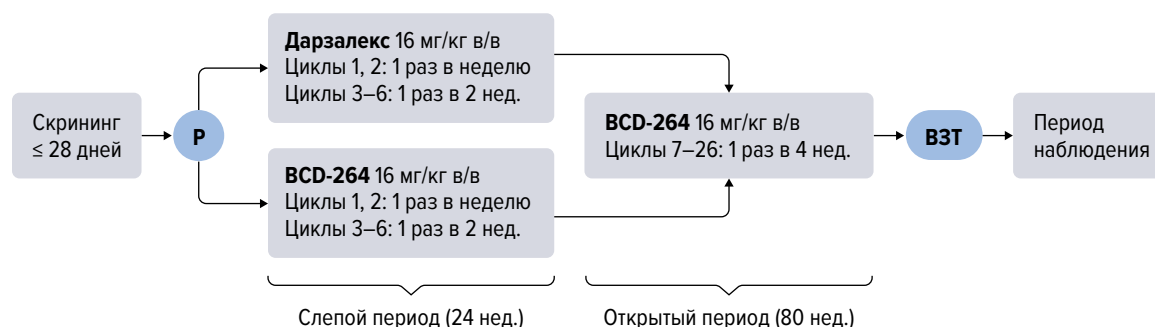 Скрининг
≤ 28 дней
Р
Дарзалекс 16 мг/кг в/в
Циклы 1, 2: 1 раз в неделю
Циклы 3–6: 1 раз в 2 нед.
BCD-264 16 мг/кг в/в
Циклы 1, 2: 1 раз в неделю
Циклы 3–6: 1 раз в 2 нед.
BCD-264 16 мг/кг в/в
Циклы 7–26: 1 раз в 4 нед.
ВЗТ
Период
наблюдения
Слепой период (24 нед.)
Открытый период (80 нед.)